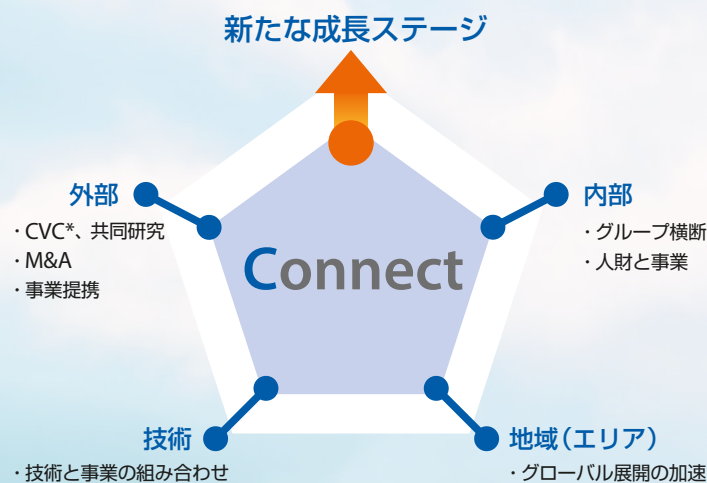 新たな成長ステージ
外部
・CVC*、共同研究
・M&A
・事業提携
内部
・グループ横断
・人財と事業
Connect
技術
・技術と事業の組み合わせ
地域（エリア）
・グローバル展開の加速